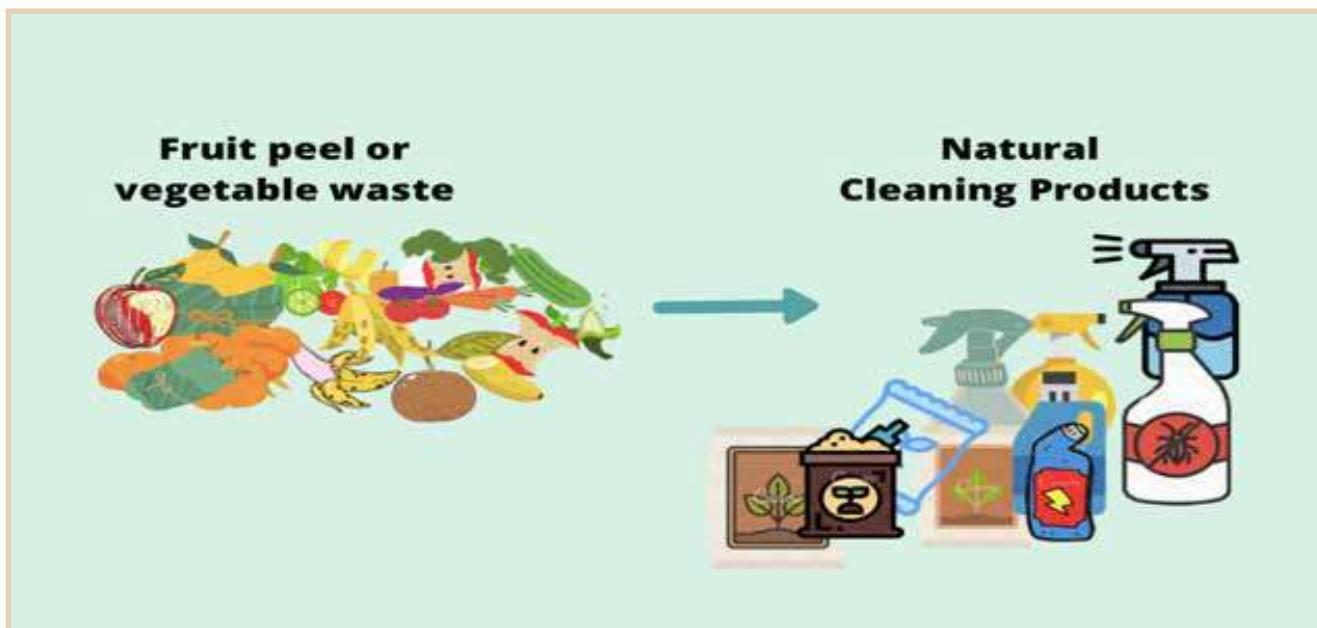 Fruit peel or
vegetable waste
Natural
Cleaning Products